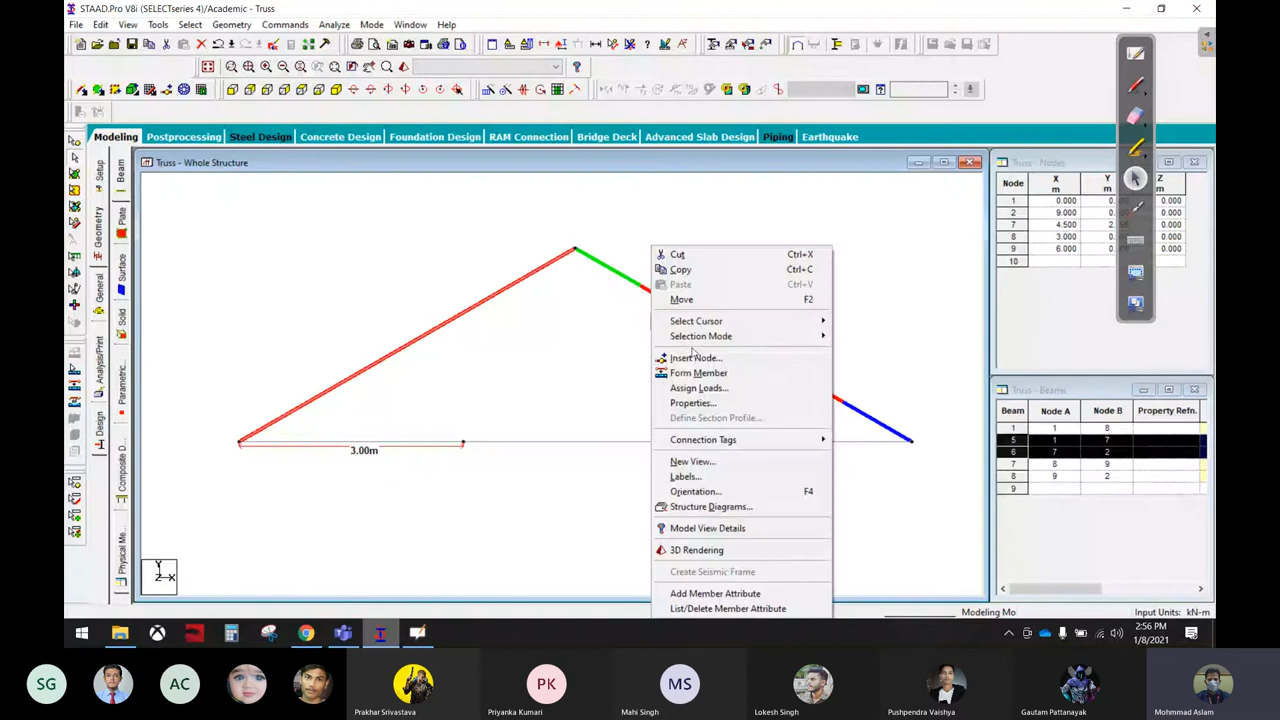 STAAD.Pro V8i (SELECTseries 4)/Academic - Truss
File Edit View Tools Select Geometry Commands Analyze Mode Window Help
Modeling Postprocessing Steel Design Concrete Design Foundation Design RAM Connection Bridge Deck Advanced Slab Design Piping Earthquake
Setup
Geometry
General
Analysis/Print
Design
Beam
Plate
Surface
Solid
Parametric...
Composite D...
Physical Me...
Truss - Whole Structure
3.00m
Y
Z X
Cut Ctrl+X
Copy Ctrl+C
Paste Ctrl+V
Move F2
Select Cursor
Selection Mode
Insert Node...
Form Member
Assign Loads...
Properties...
Define Section Profile...
Connection Tags
New View...
Labels...
Orientation... F4
Structure Diagrams...
Model View Details
3D Rendering
Create Seismic Frame
Add Member Attribute
List/Delete Member Attribute
Truss - Nodes
Node X m Y m Z m
1 0.000 0.000
2 9.000 0.000
7 4.500 0.000
8 3.000 0.000
9 6.000 0.000
10
Truss - Beams
Beam Node A Node B Property Refn.
1 1 8
5 1 7
6 7 2
7 8 9
8 9 2
9
Modeling Mo Input Units: kN-m
2:56 PM
1/8/2021
SG
AC
Prakhar Srivastava
PK
Priyanka Kumari
MS
Mahi Singh
Lokesh Singh
Pushpendra Vaishya
Gautam Pattanayak
Mohmmad Aslam